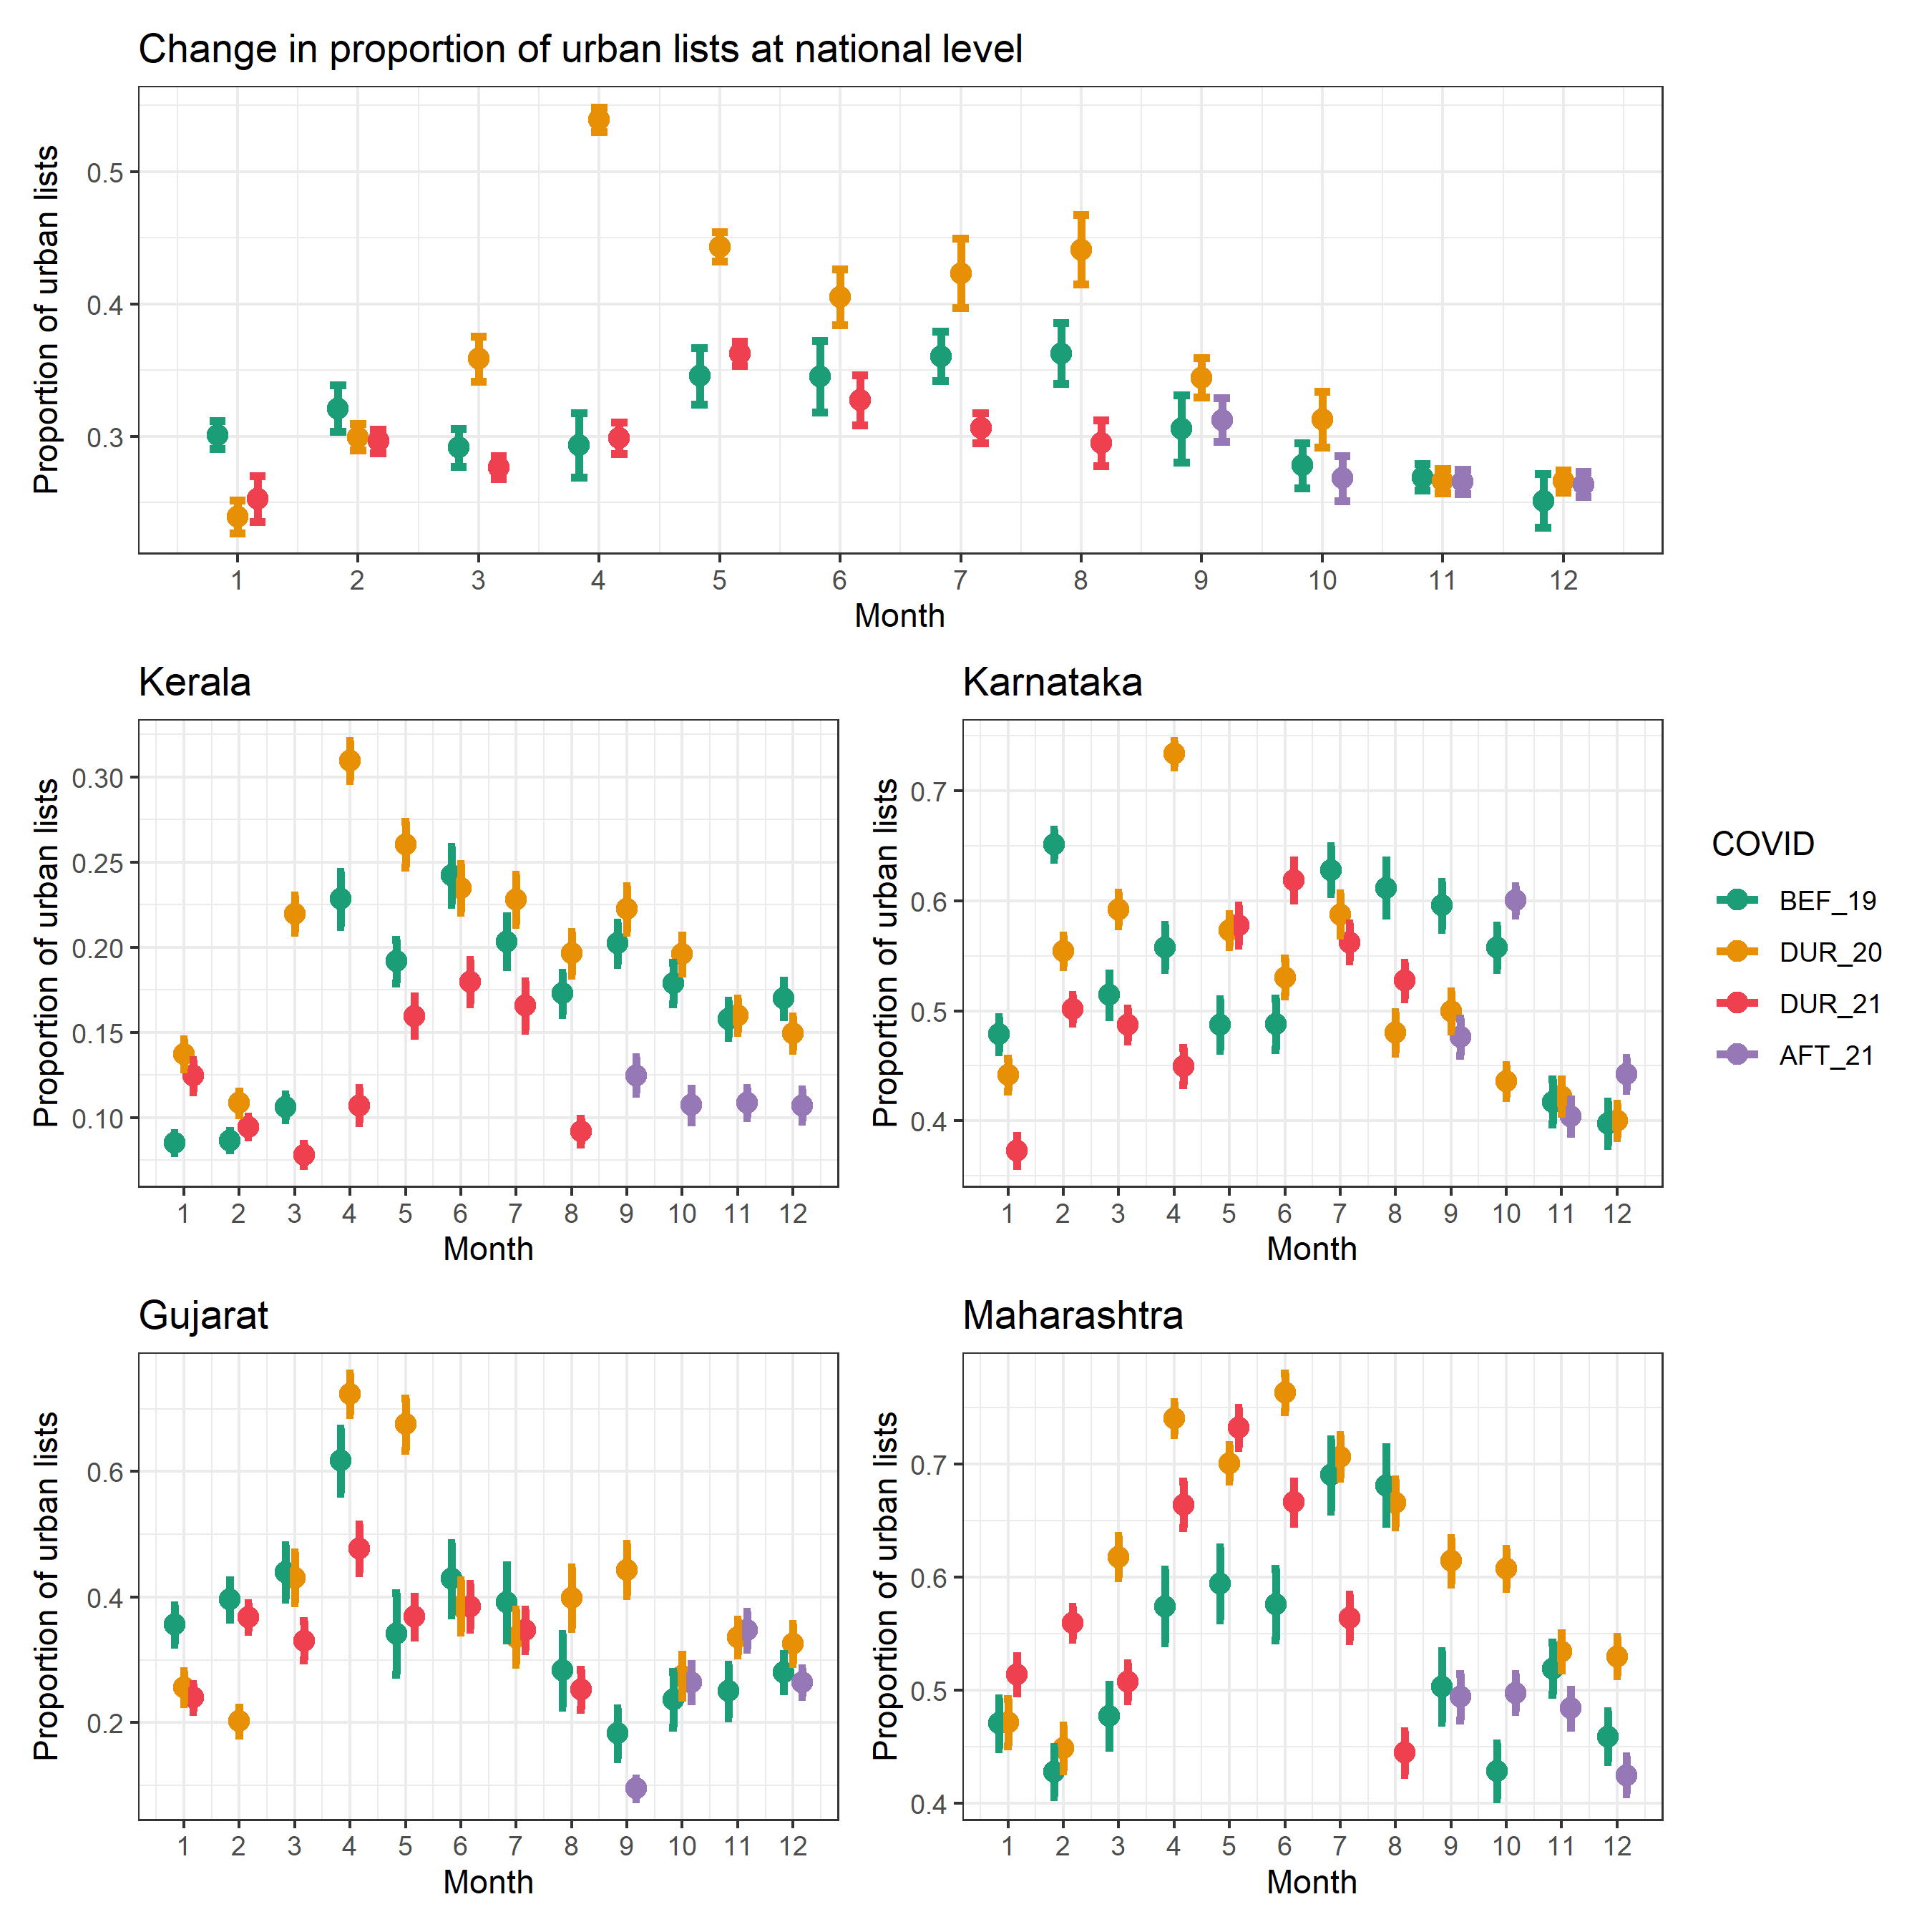 Change in proportion of urban lists at national level
Proportion of urban lists
0.5
0.4
0.3
1 2 3 4 5 6 7 8 9 10 11 12
Month
Kerala
Proportion of urban lists
0.30
0.25
0.20
0.15
0.10
1 2 3 4 5 6 7 8 9 10 11 12
Month
Karnataka
Proportion of urban lists
0.7
0.6
0.5
0.4
1 2 3 4 5 6 7 8 9 10 11 12
Month
COVID
BEF_19
DUR_20
DUR_21
AFT_21
Gujarat
Proportion of urban lists
0.6
0.4
0.2
1 2 3 4 5 6 7 8 9 10 11 12
Month
Maharashtra
Proportion of urban lists
0.7
0.6
0.5
0.4
1 2 3 4 5 6 7 8 9 10 11 12
Month